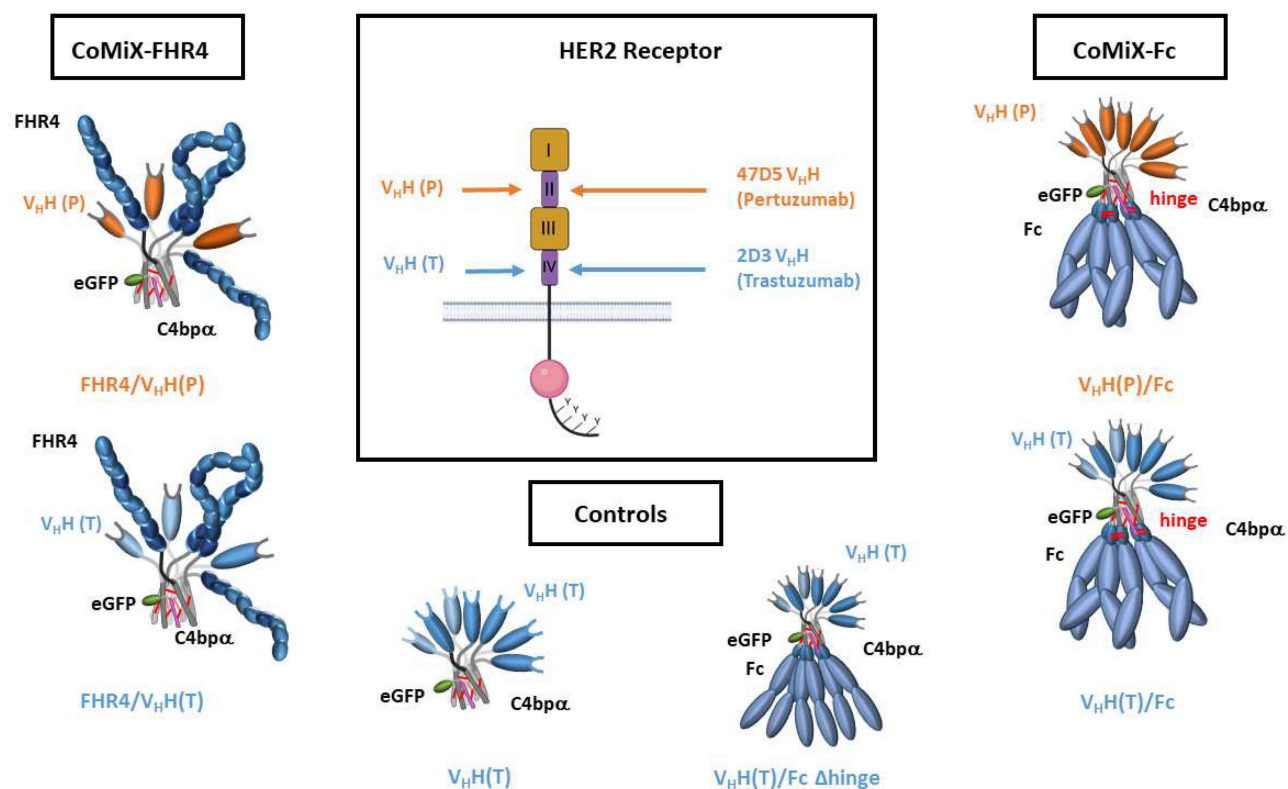 CoMiX-FHR4
FHR4
VHH (P)
eGFP
C4bpα
FHR4/VHH(P)
FHR4
VHH (T)
eGFP
C4bpα
FHR4/VHH(T)
HER2 Receptor
I
II
III
IV
VHH (P)
VHH (T)
47D5 VHH
(Pertuzumab)
2D3 VHH
(Trastuzumab)
Y
Y
Y
Y
Controls
VHH (T)
eGFP
C4bpα
VHH(T)
VHH (T)
eGFP
Fc
C4bpα
VHH(T)/Fc Δhinge
CoMiX-Fc
VHH (P)
eGFP
hinge
C4bpα
Fc
VHH(P)/Fc
VHH (T)
eGFP
hinge
C4bpα
Fc
VHH(T)/Fc